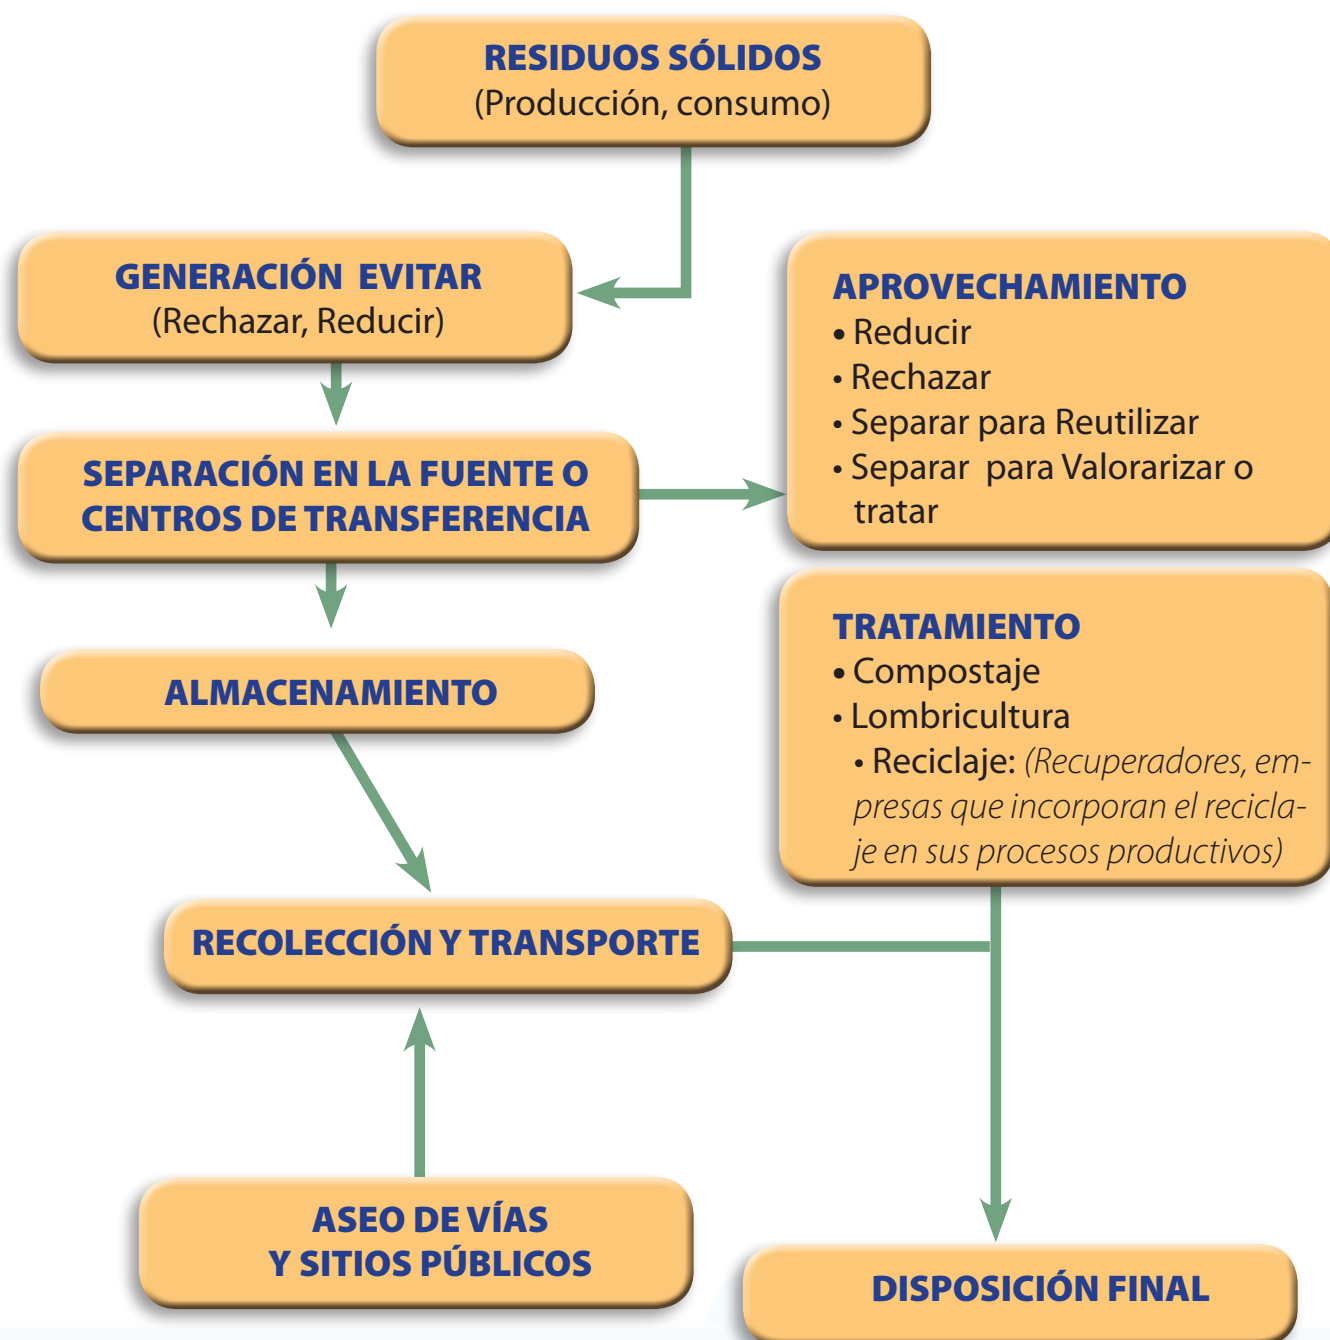 RESIDUOS SÓLIDOS
(Producción, consumo)
GENERACIÓN EVITAR
(Rechazar, Reducir)
APROVECHAMIENTO
• Reducir
• Rechazar
• Separar para Reutilizar
• Separar para Valorarizar o
tratar
SEPARACIÓN EN LA FUENTE O
CENTROS DE TRANSFERENCIA
TRATAMIENTO
• Compostaje
• Lombricultura
• Reciclaje: (Recuperadores, em-
presas que incorporan el recicla-
je en sus procesos productivos)
ALMACENAMIENTO
RECOLECCIÓN Y TRANSPORTE
ASEO DE VÍAS
Y SITIOS PÚBLICOS
DISPOSICIÓN FINAL